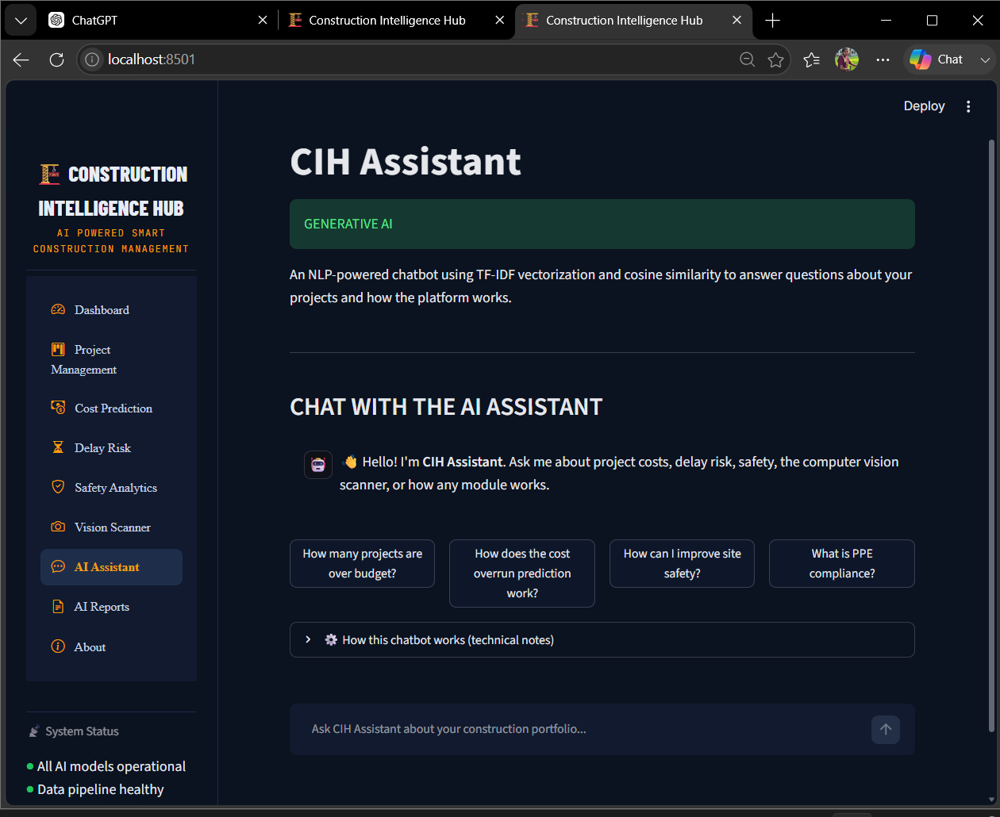 ChatGPT
Construction Intelligence Hub
Construction Intelligence Hub
localhost:8501
Chat
Deploy
CONSTRUCTION
INTELLIGENCE HUB
AI POWERED SMART
CONSTRUCTION MANAGEMENT
Dashboard
Project
Management
Cost Prediction
Delay Risk
Safety Analytics
Vision Scanner
AI Assistant
AI Reports
About
System Status
All AI models operational
Data pipeline healthy
CIH Assistant
GENERATIVE AI
An NLP-powered chatbot using TF-IDF vectorization and cosine similarity to answer questions about your
projects and how the platform works.
CHAT WITH THE AI ASSISTANT
👋 Hello! I'm CIH Assistant. Ask me about project costs, delay risk, safety, the computer vision
scanner, or how any module works.
How many projects are
over budget?
How does the cost
overrun prediction
work?
How can I improve site
safety?
What is PPE
compliance?
How this chatbot works (technical notes)
Ask CIH Assistant about your construction portfolio...